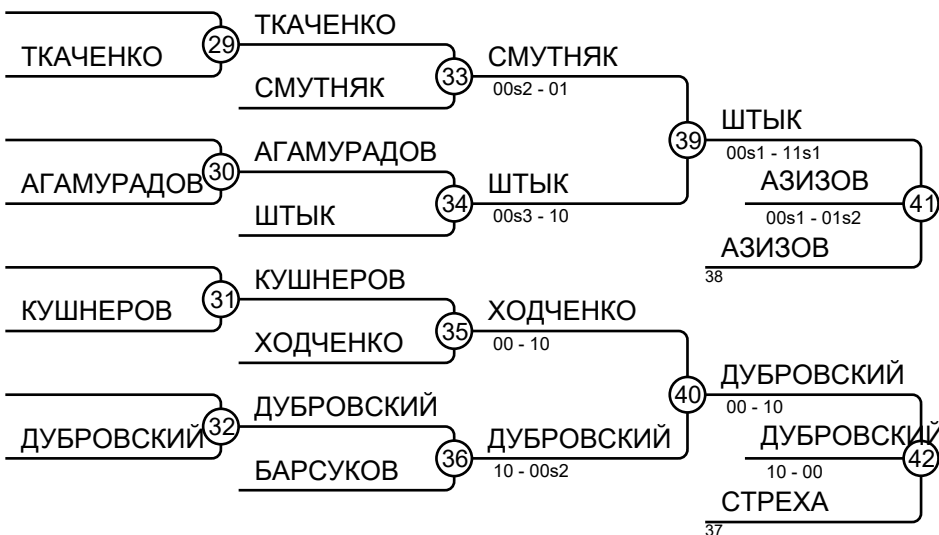 ТКАЧЕНКО
29
ТКАЧЕНКО
СМУТНЯК
33
СМУТНЯК
00s2 - 01
АГАМУРАДОВ
30
АГАМУРАДОВ
ШТЫК
34
ШТЫК
00s3 - 10
39
ШТЫК
00s1 - 11s1
АЗИЗОВ
00s1 - 01s2
41
АЗИЗОВ
38
КУШНЕРОВ
31
КУШНЕРОВ
ХОДЧЕНКО
35
ХОДЧЕНКО
00 - 10
ДУБРОВСКИЙ
32
ДУБРОВСКИЙ
БАРСУКОВ
36
ДУБРОВСКИЙ
10 - 00s2
40
ДУБРОВСКИЙ
00 - 10
ДУБРОВСКИЙ
10 - 00
42
СТРЕХА
37